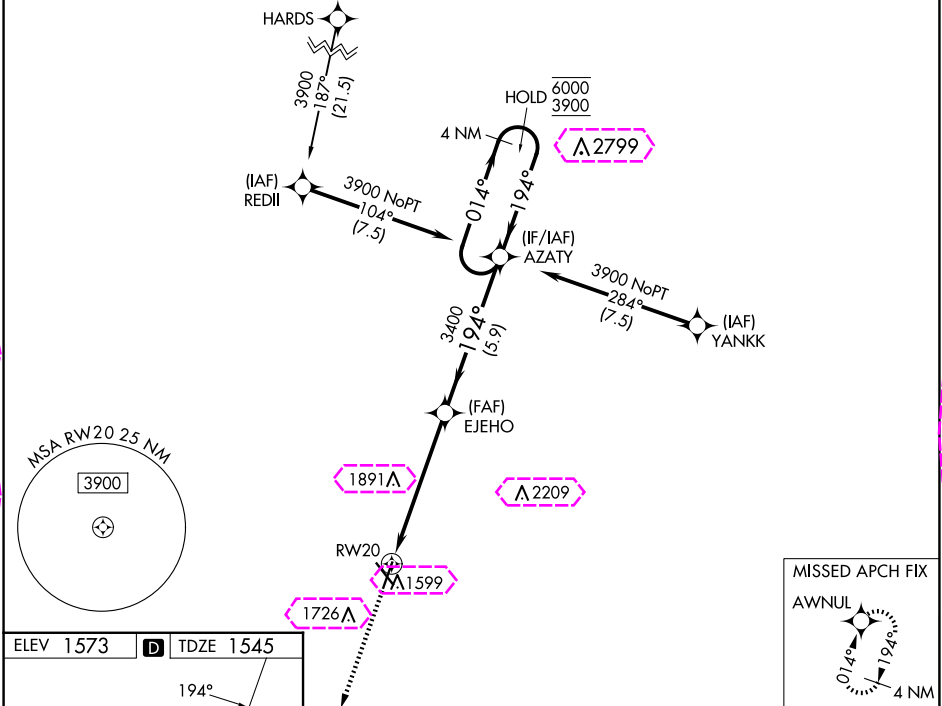 HARDS
3900
187°
(21.5)
HOLD 6000
3900
4 NM
2799
014°
194°
(IAF)
REDII
3900 NoPT
104°
(7.5)
(IF/IAF)
AZATY
3900 NoPT
284°
(7.5)
(IAF)
YANKK
3400
194°
(5.9)
(FAF)
EJEHO
MSA RW20 25 NM
3900
1891
2209
RW20
1599
1726
MISSED APCH FIX
AWNUL
014°
194°
4 NM
ELEV 1573 D TDZE 1545
194°